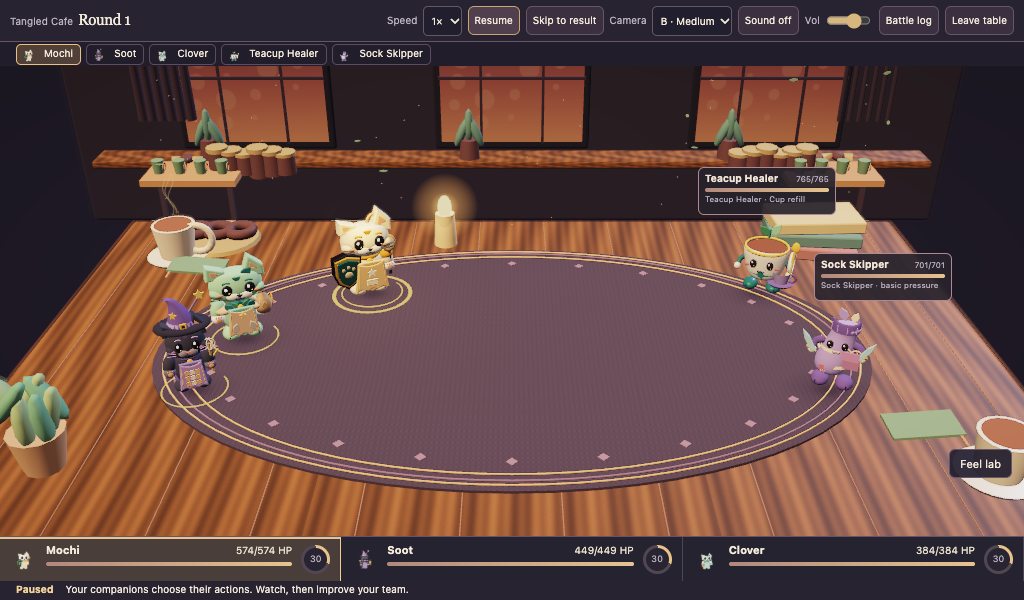 Tangled Cafe Round 1
Speed 1x Resume Skip to result Camera B · Medium Sound off Vol Battle log Leave table
Mochi Soot Clover Teacup Healer Sock Skipper
Teacup Healer 765/765
Teacup Healer · Cup refill
Sock Skipper 701/701
Sock Skipper · basic pressure
Feel lab
Mochi 574/574 HP 30
Soot 449/449 HP 30
Clover 384/384 HP 30
Paused Your companions choose their actions. Watch, then improve your team.